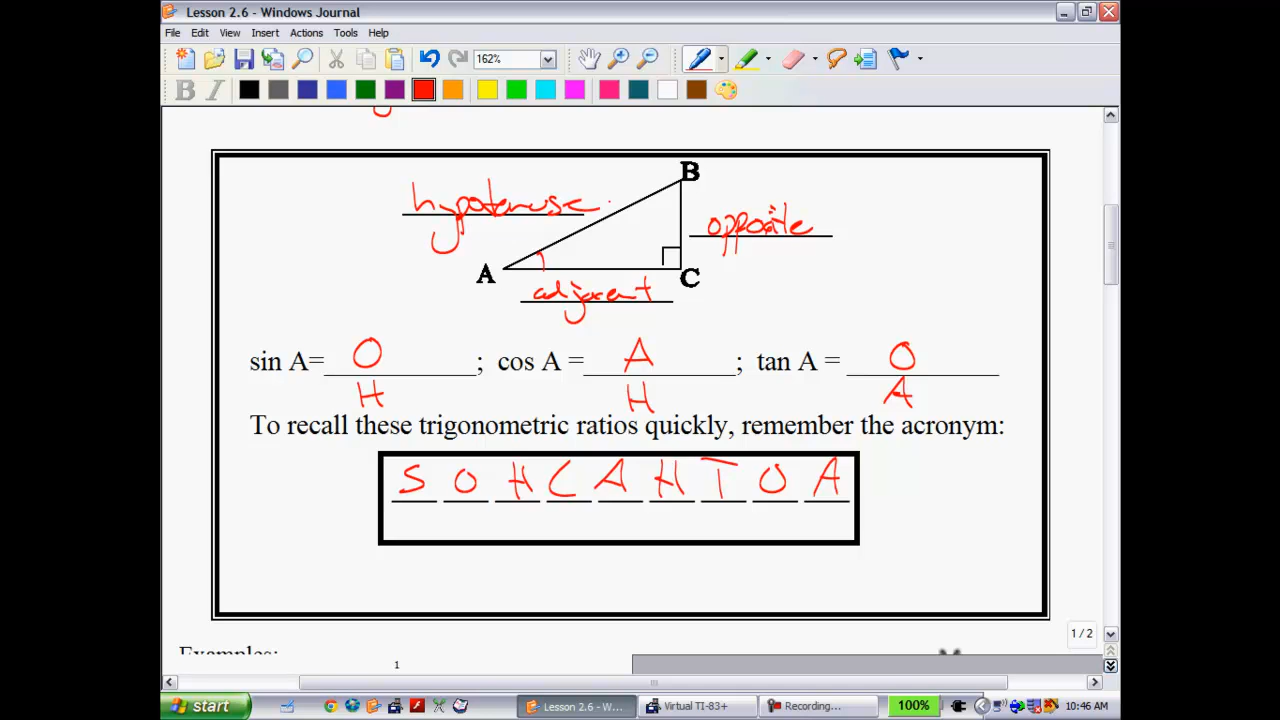 Lesson 2.6 - Windows Journal
File Edit View Insert Actions Tools Help
162%
B I
B
hypotenuse
opposite
A
C
adjacent
sin A= O/H ; cos A = A/H ; tan A = O/A
To recall these trigonometric ratios quickly, remember the acronym:
S O H C A H T O A
1 / 2
Examples:
1
start
Lesson 2.6 - W...
Virtual TI-83+
Recording...
100%
10:46 AM